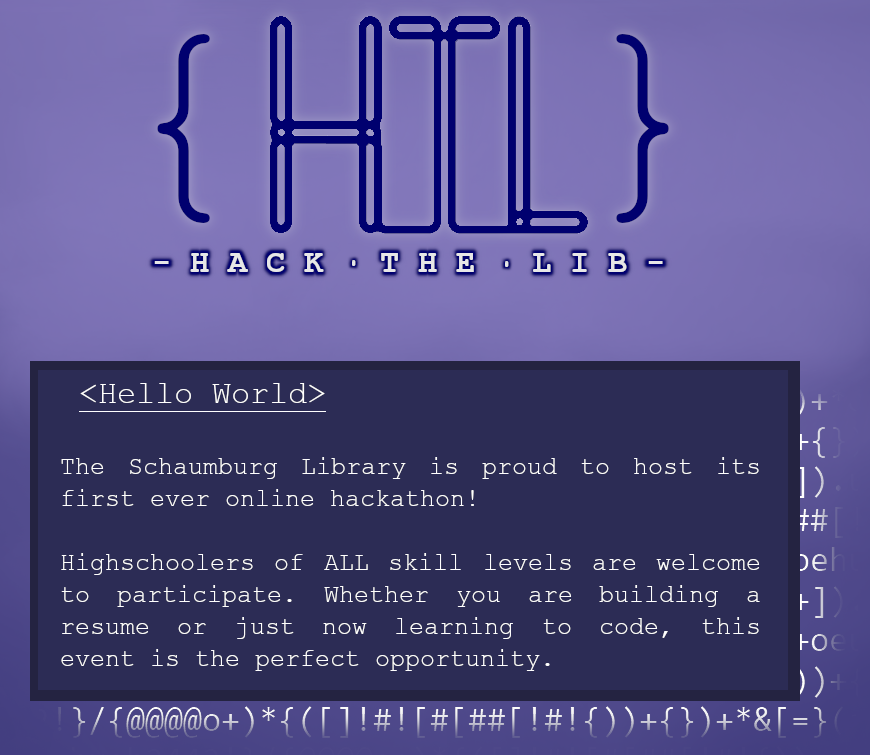 {HTL}
-HACK·THE·LIB-
<Hello World>
The Schaumburg Library is proud to host its
first ever online hackathon!
Highschoolers of ALL skill levels are welcome
to participate. Whether you are building a
resume or just now learning to code, this
event is the perfect opportunity.
)+
+{}
]).
##[
oeh
+])
+oe
))+
!}/{@@@@o+)*{([]!#![#[##[!#!{))+{})+*&[=}(